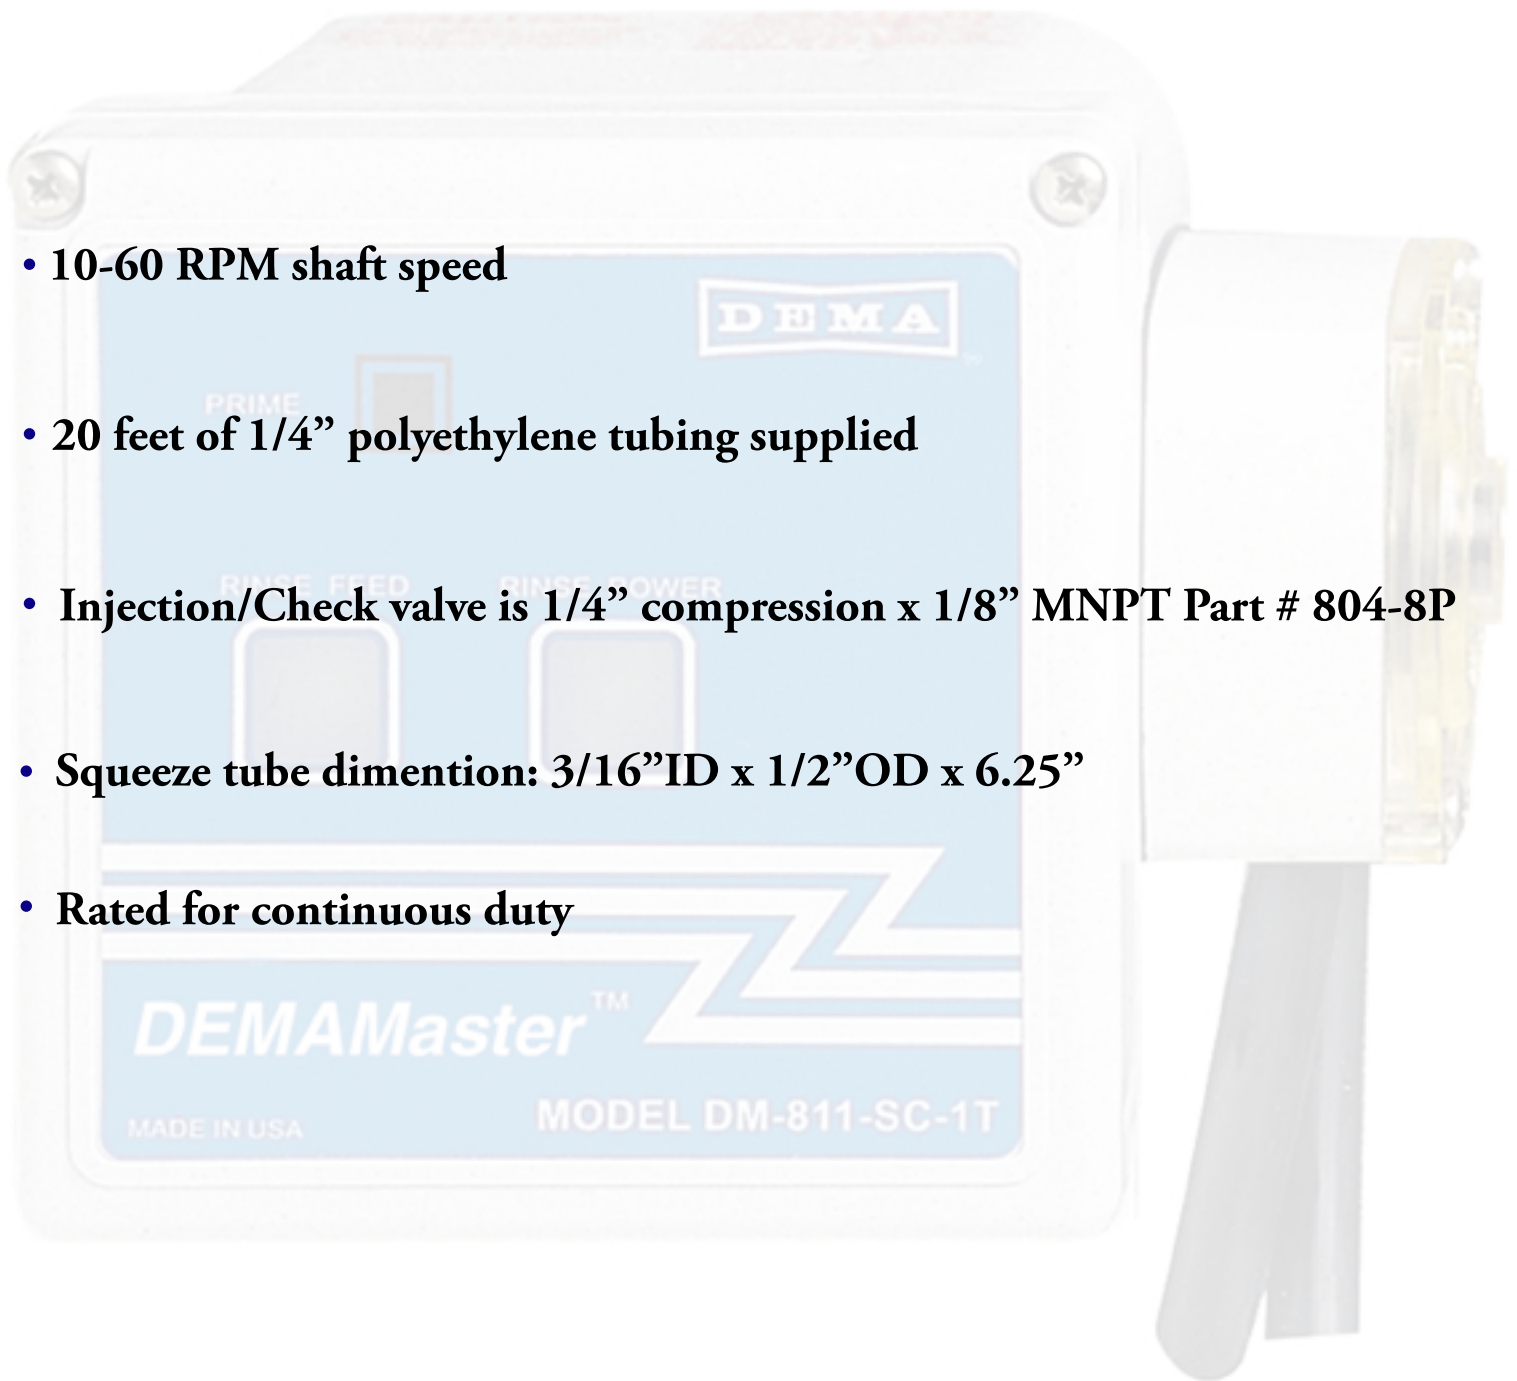 • 10-60 RPM shaft speed
DEMA
PRIME
• 20 feet of 1/4” polyethylene tubing supplied
RINSE FEED RINSE POWER
• Injection/Check valve is 1/4” compression x 1/8” MNPT Part # 804-8P
• Squeeze tube dimention: 3/16”ID x 1/2”OD x 6.25”
• Rated for continuous duty
DEMAMaster™
MODEL DM-811-SC-1T
MADE IN USA